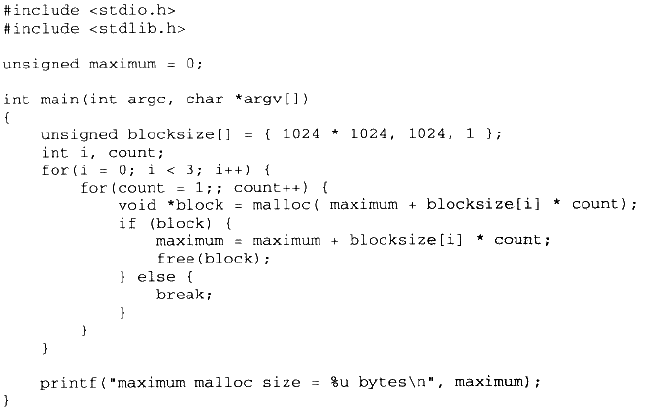 #include <stdio.h>
#include <stdlib.h>

unsigned maximum = 0;

int main(int argc, char *argv[])
{
    unsigned blocksize[] = { 1024 * 1024, 1024, 1 };
    int i, count;
    for(i = 0; i < 3; i++) {
        for(count = 1;; count++) {
            void *block = malloc( maximum + blocksize[i] * count);
            if (block) {
                maximum = maximum + blocksize[i] * count;
                free(block);
            } else {
                break;
            }
        }
    }

    printf("maximum malloc size = %u bytes\n", maximum);
}